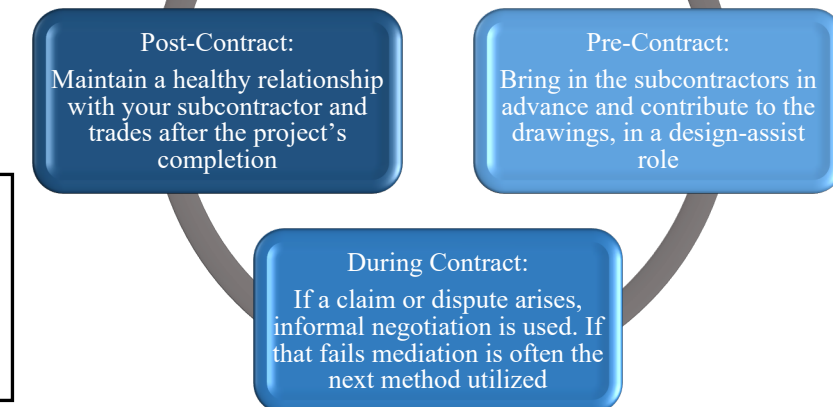 Post-Contract:
Maintain a healthy relationship
with your subcontractor and
trades after the project’s
completion
Pre-Contract:
Bring in the subcontractors in
advance and contribute to the
drawings, in a design-assist
role
During Contract:
If a claim or dispute arises,
informal negotiation is used. If
that fails mediation is often the
next method utilized